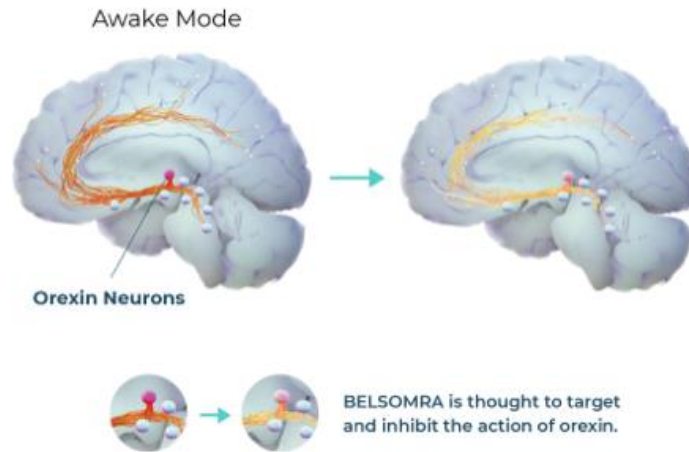 Awake Mode
Orexin Neurons
BELSOMRA is thought to target
and inhibit the action of orexin.